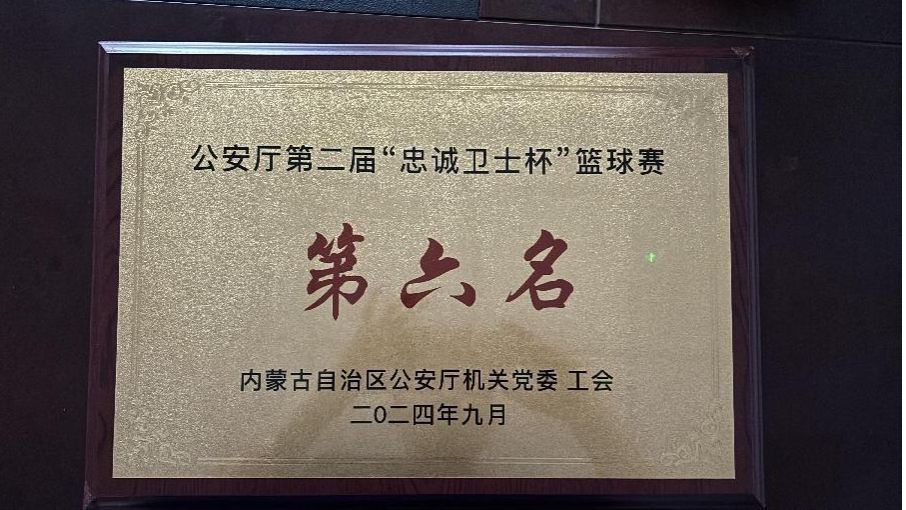 公安厅第二届“忠诚卫士杯”篮球赛
第六名
内蒙古自治区公安厅机关党委 工会
二0二四年九月